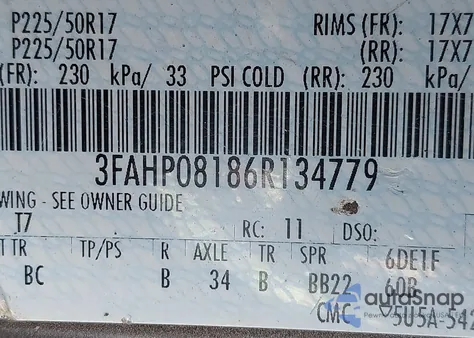 P225/50R17 RIMS (FR): 17X7
P225/50R17 (RR): 17X7
(FR): 230 kPa/ 33 PSI COLD (RR): 230 kPa/
3FAHP08186R134779
WING - SEE OWNER GUIDE
T7 RC: 11 DSO:
T TR TP/PS R AXLE TR SPR 6DE1F
BC B 34 B BB22 60B
/CMC 5U5A-542
autosnap